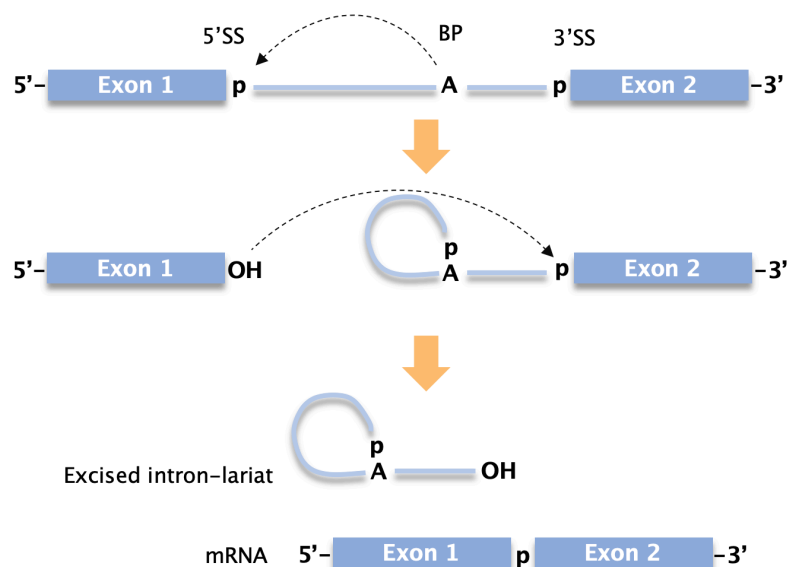 5’SS BP 3’SS
5’- Exon 1 p A p Exon 2 -3’
5’- Exon 1 OH p A p Exon 2 -3’
p
Excised intron-lariat A OH
mRNA 5’- Exon 1 p Exon 2 -3’